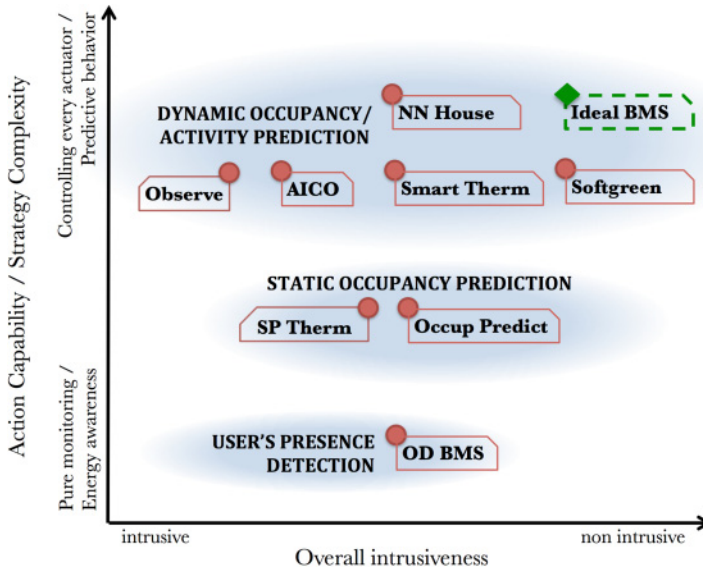 Action Capability / Strategy Complexity
Controlling every actuator /
Predictive behavior
Pure monitoring /
Energy awareness
NN House
Ideal BMS
DYNAMIC OCCUPANCY/
ACTIVITY PREDICTION
Observe
AICO
Smart Therm
Softgreen
STATIC OCCUPANCY PREDICTION
SP Therm
Occup Predict
USER'S PRESENCE
DETECTION
OD BMS
intrusive
non intrusive
Overall intrusiveness